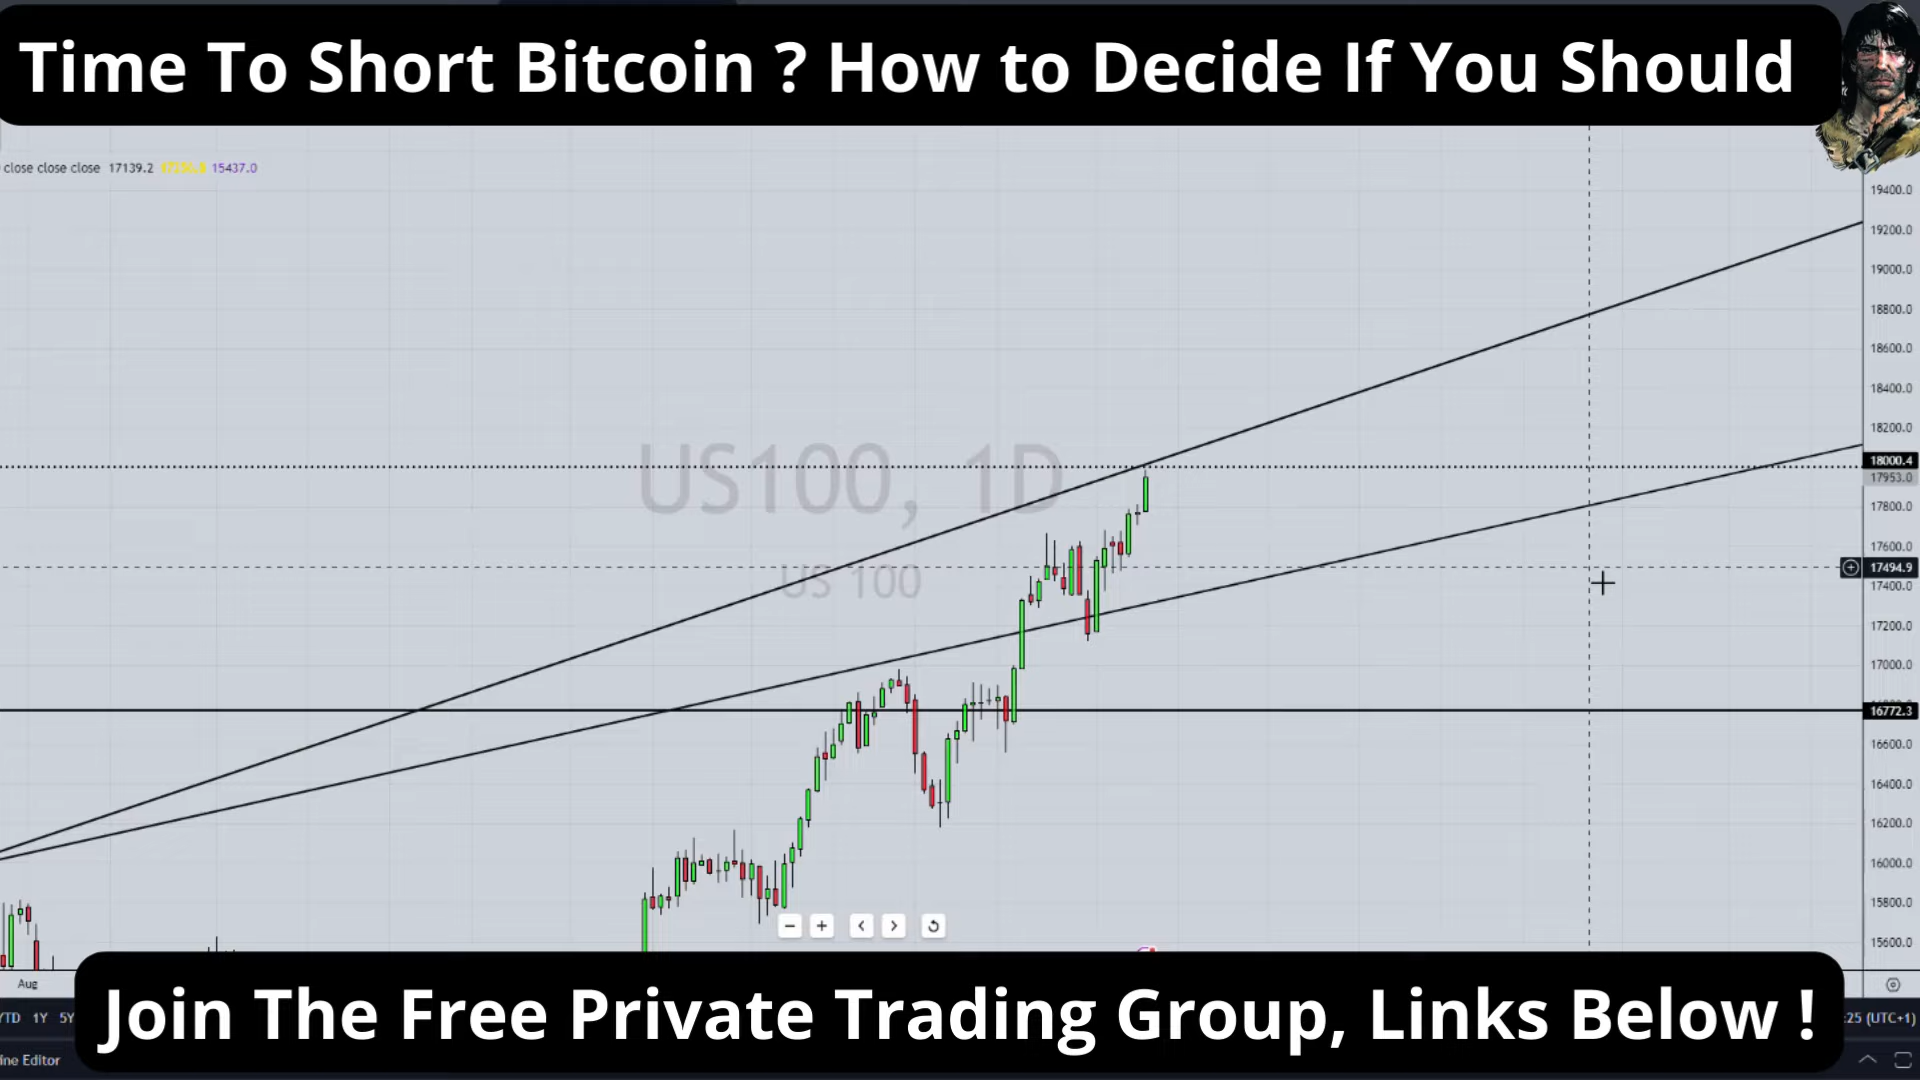 Time To Short Bitcoin ? How to Decide If You Should
close close close 17139.2 15437.0
19400.0
19200.0
19000.0
18800.0
18600.0
18400.0
18200.0
18000.4
17953.0
17800.0
17600.0
17494.9
17400.0
17200.0
17000.0
16772.3
16600.0
16400.0
16200.0
16000.0
15800.0
15600.0
US100, 1D
US 100
Aug
YTD 1Y 5Y
:25 (UTC+1)
ine Editor
Join The Free Private Trading Group, Links Below !